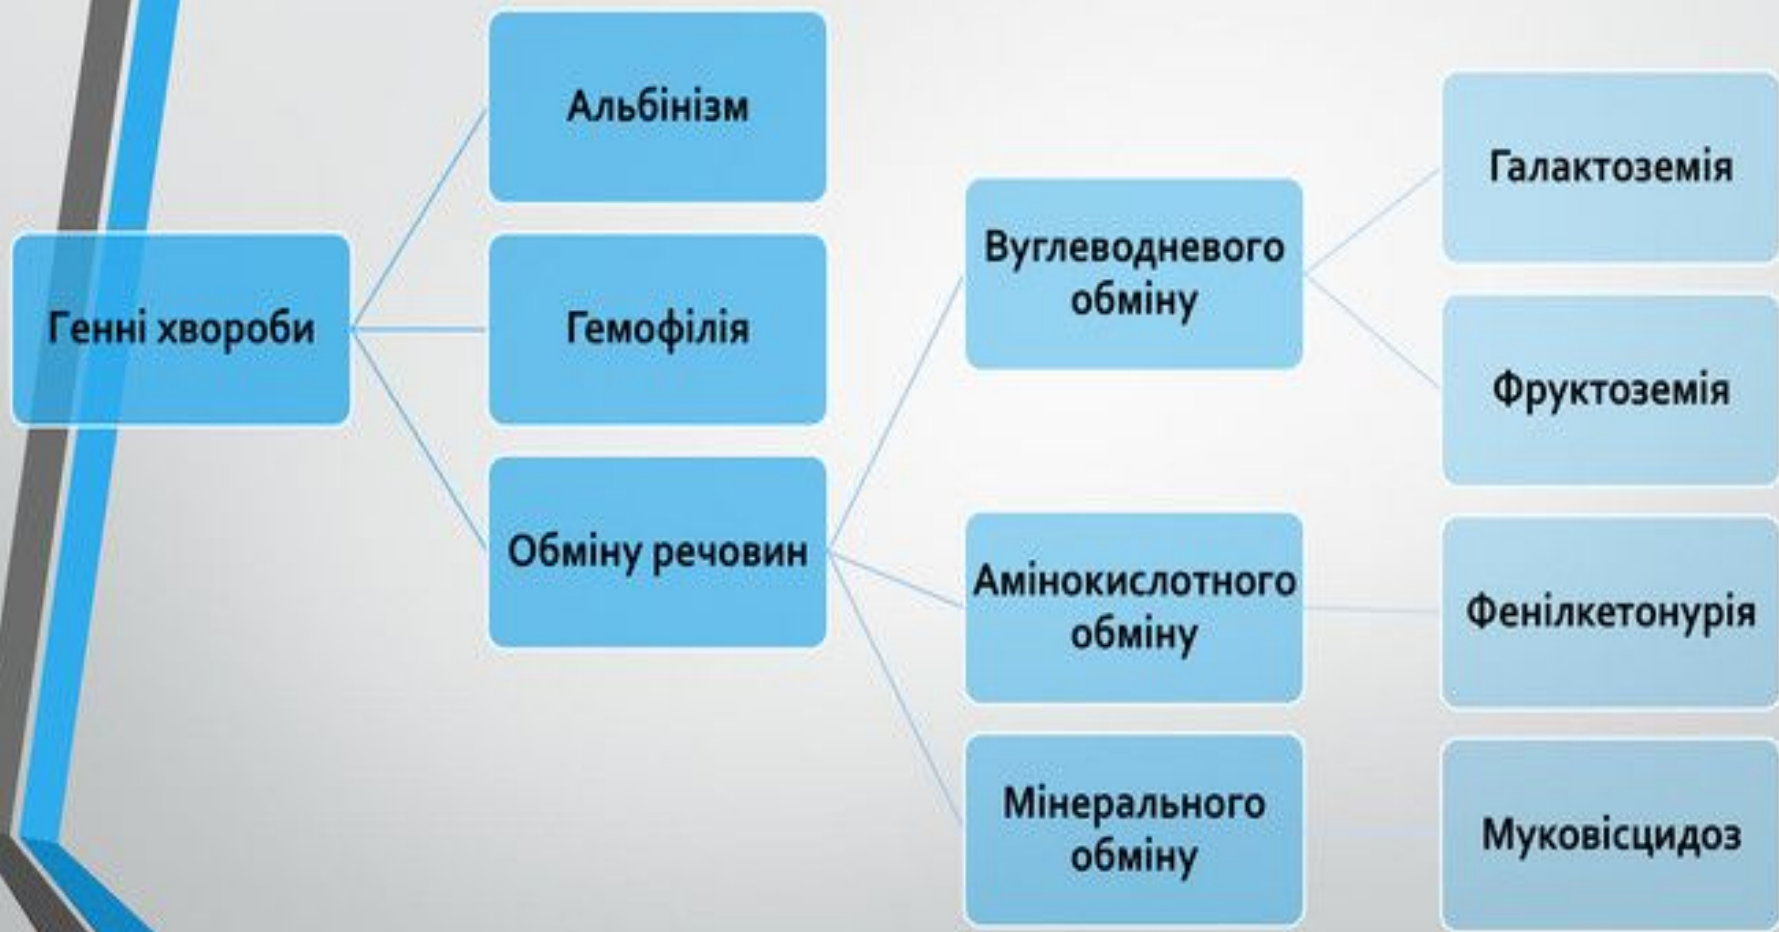 Генні хвороби
Альбінізм
Гемофілія
Обміну речовин
Вуглеводневого
обміну
Амінокислотного
обміну
Мінерального
обміну
Галактоземія
Фруктоземія
Фенілкетонурія
Муковісцидоз